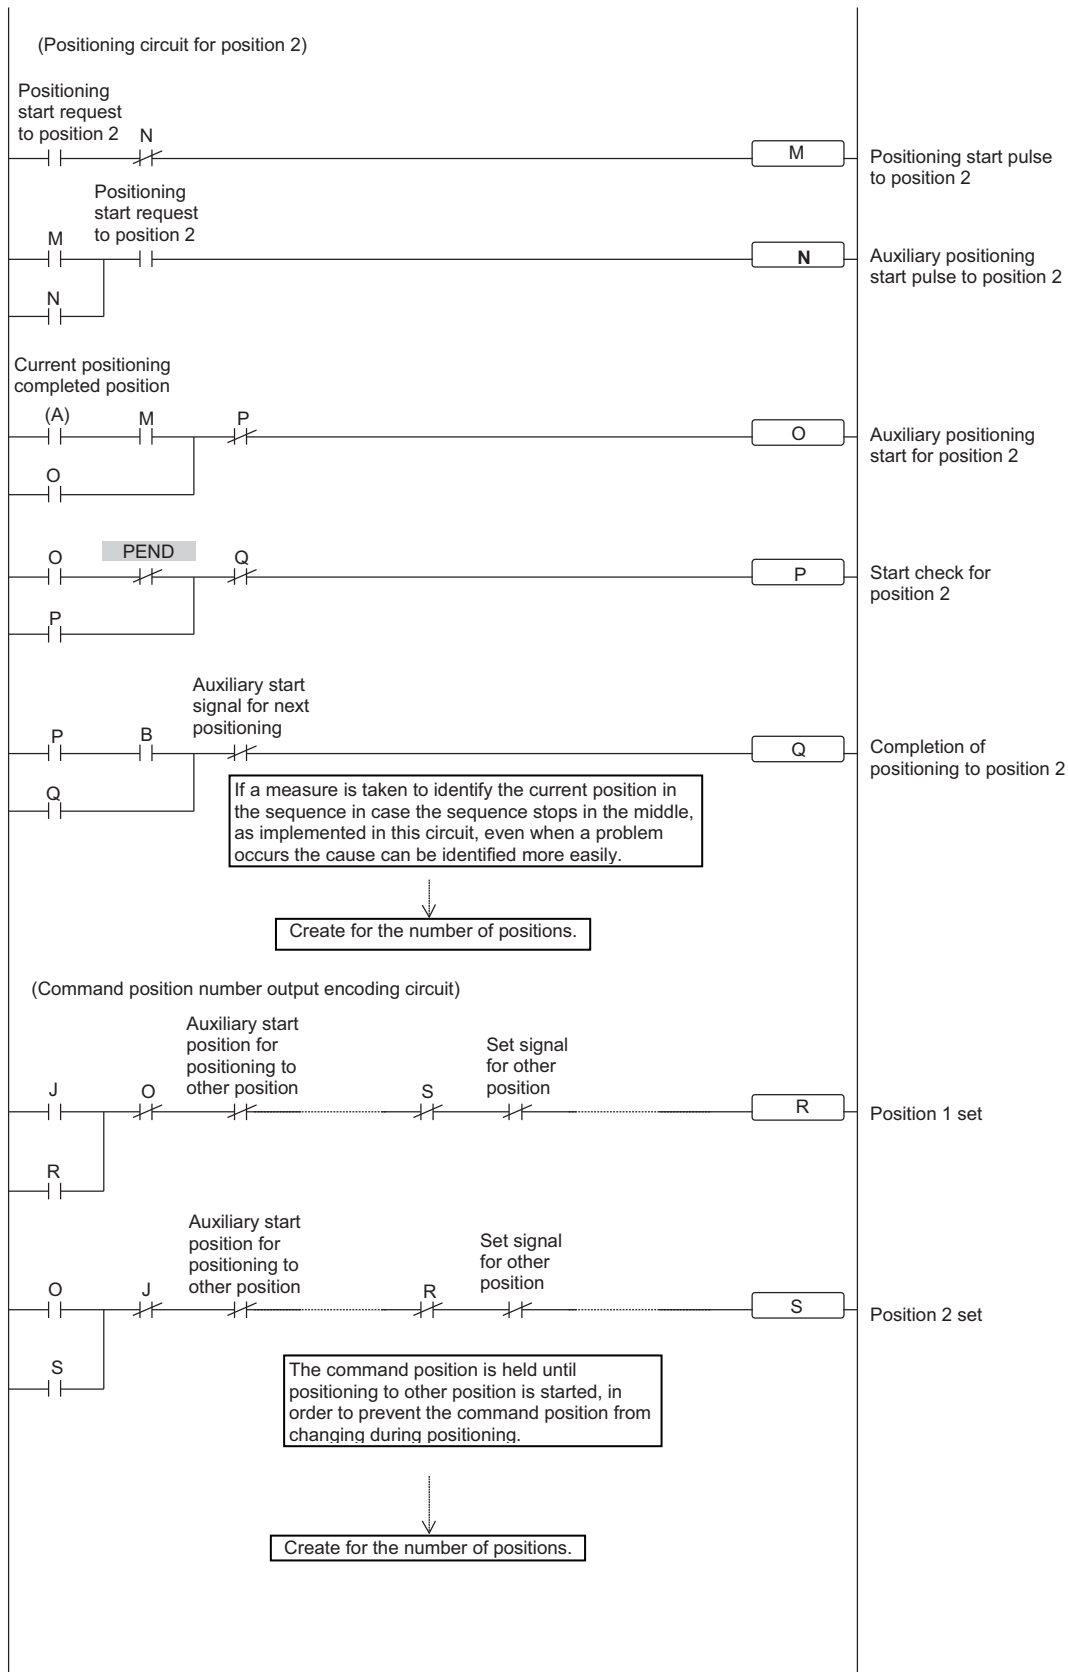 (Positioning circuit for position 2)
Positioning
start request
to position 2
N
M
Positioning start pulse
to position 2
Positioning
start request
to position 2
M
N
Auxiliary positioning
start pulse to position 2
N
Current positioning
completed position
(A)
M
P
O
Auxiliary positioning
start for position 2
O
O
PEND
Q
P
Start check for
position 2
P
Auxiliary start
signal for next
positioning
P
B
Q
Completion of
positioning to position 2
Q
If a measure is taken to identify the current position in
the sequence in case the sequence stops in the middle,
as implemented in this circuit, even when a problem
occurs the cause can be identified more easily.
Create for the number of positions.
(Command position number output encoding circuit)
Auxiliary start
position for
positioning to
other position
Set signal
for other
position
J
O
S
R
Position 1 set
R
Auxiliary start
position for
positioning to
other position
Set signal
for other
position
O
J
R
S
Position 2 set
S
The command position is held until
positioning to other position is started, in
order to prevent the command position from
changing during positioning.
Create for the number of positions.